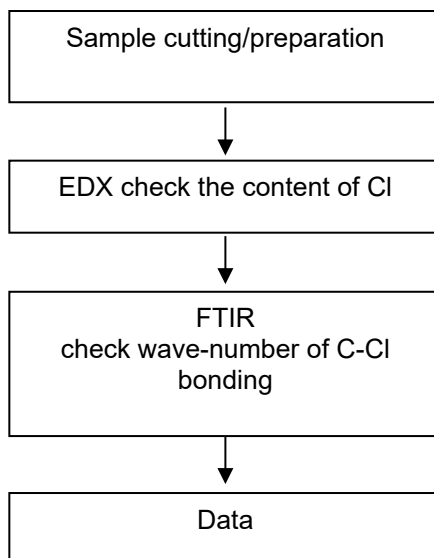 Sample cutting/preparation
EDX check the content of Cl
FTIR
check wave-number of C-Cl
bonding
Data